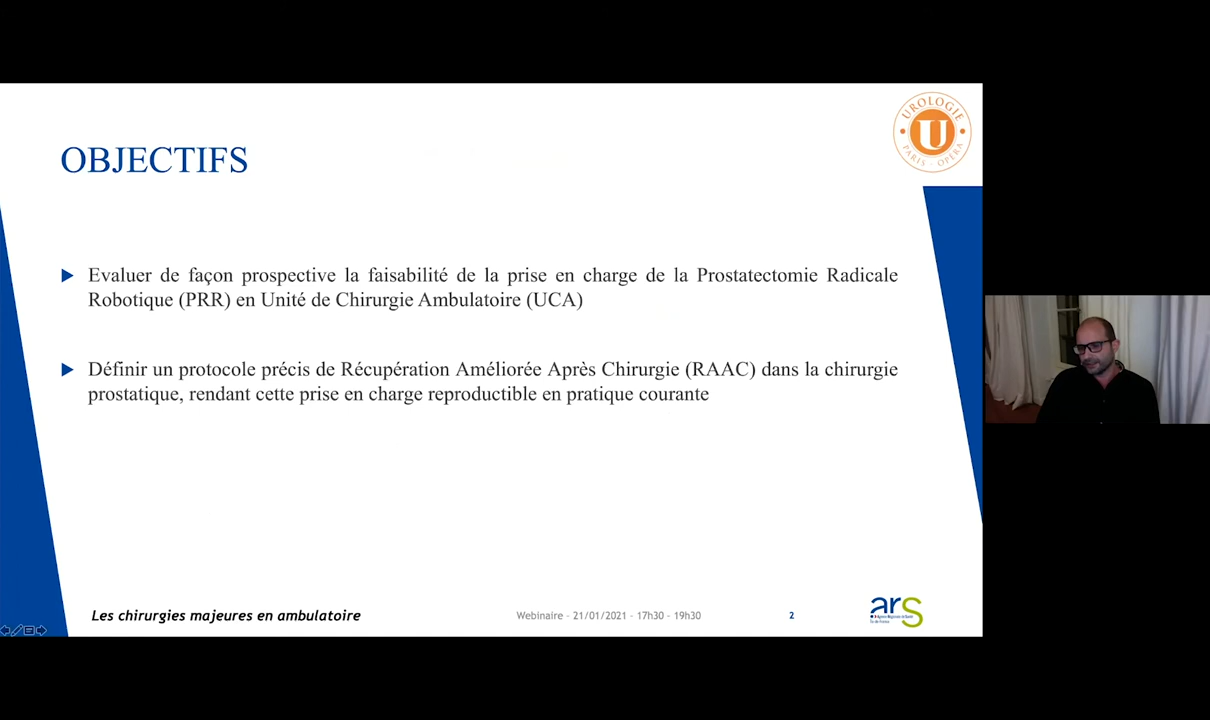 UROLOGIE
U
PARIS - OPÉRA
OBJECTIFS
Evaluer de façon prospective la faisabilité de la prise en charge de la Prostatectomie Radicale
Robotique (PRR) en Unité de Chirurgie Ambulatoire (UCA)
Définir un protocole précis de Récupération Améliorée Après Chirurgie (RAAC) dans la chirurgie
prostatique, rendant cette prise en charge reproductible en pratique courante
Les chirurgies majeures en ambulatoire
Webinaire - 21/01/2021 - 17h30 - 19h30
2
ars